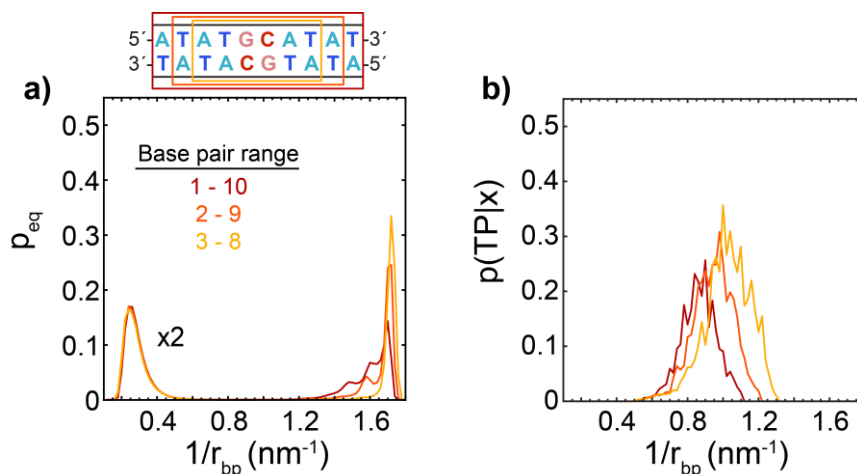 5´-ATATGCATAT-3´
3´-TATACGTATA-5´
a)
0.5
0.4
0.3
0.2
0.1
0
p_eq
Base pair range
1 - 10
2 - 9
3 - 8
x2
0.4 0.8 1.2 1.6
1/r_bp (nm⁻¹)
b)
0.5
0.4
0.3
0.2
0.1
0
p(TP|x)
0.4 0.8 1.2 1.6
1/r_bp (nm⁻¹)